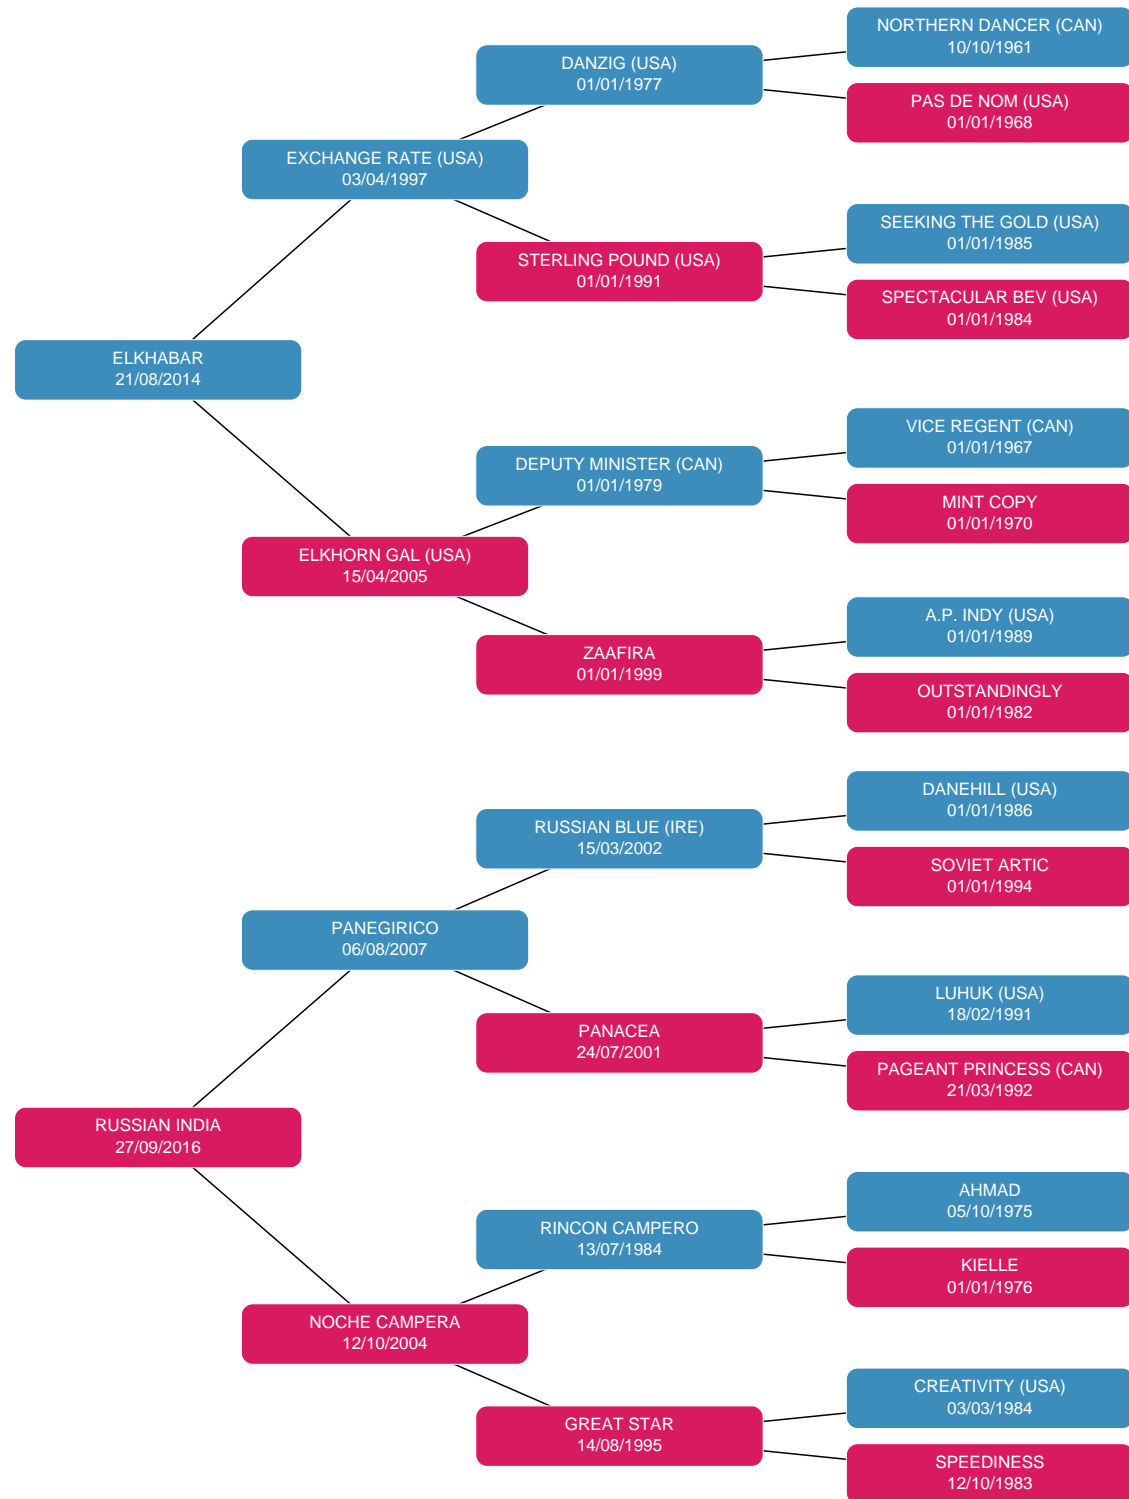 NORTHERN DANCER (CAN)
10/10/1961
DANZIG (USA)
01/01/1977
PAS DE NOM (USA)
01/01/1968
EXCHANGE RATE (USA)
03/04/1997
SEEKING THE GOLD (USA)
01/01/1985
STERLING POUND (USA)
01/01/1991
SPECTACULAR BEV (USA)
01/01/1984
ELKHABAR
21/08/2014
VICE REGENT (CAN)
01/01/1967
DEPUTY MINISTER (CAN)
01/01/1979
MINT COPY
01/01/1970
ELKHORN GAL (USA)
15/04/2005
A.P. INDY (USA)
01/01/1989
ZAAFIRA
01/01/1999
OUTSTANDINGLY
01/01/1982
DANEHILL (USA)
01/01/1986
RUSSIAN BLUE (IRE)
15/03/2002
SOVIET ARTIC
01/01/1994
PANEGIRICO
06/08/2007
LUHUK (USA)
18/02/1991
PANACEA
24/07/2001
PAGEANT PRINCESS (CAN)
21/03/1992
RUSSIAN INDIA
27/09/2016
AHMAD
05/10/1975
RINCON CAMPERO
13/07/1984
KIELLE
01/01/1976
NOCHE CAMPERA
12/10/2004
CREATIVITY (USA)
03/03/1984
GREAT STAR
14/08/1995
SPEEDINESS
12/10/1983